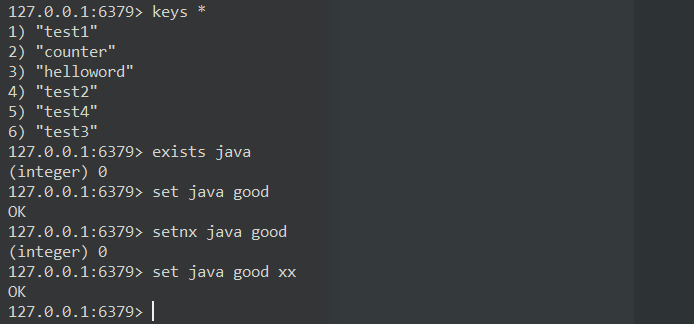 127.0.0.1:6379> keys *
1) "test1"
2) "counter"
3) "helloword"
4) "test2"
5) "test4"
6) "test3"
127.0.0.1:6379> exists java
(integer) 0
127.0.0.1:6379> set java good
OK
127.0.0.1:6379> setnx java good
(integer) 0
127.0.0.1:6379> set java good xx
OK
127.0.0.1:6379>